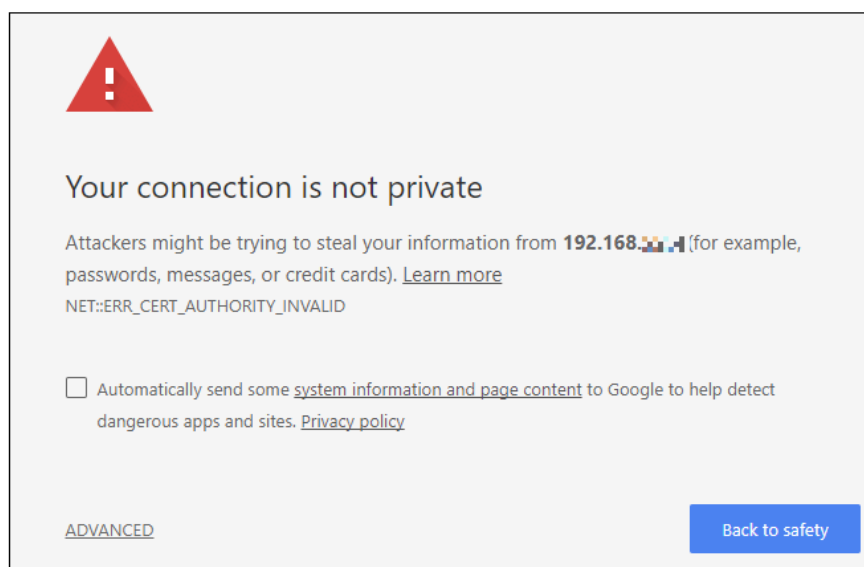 Your connection is not private
Attackers might be trying to steal your information from 192.168. (for example,
passwords, messages, or credit cards). Learn more
NET::ERR_CERT_AUTHORITY_INVALID
Automatically send some system information and page content to Google to help detect
dangerous apps and sites. Privacy policy
ADVANCED
Back to safety